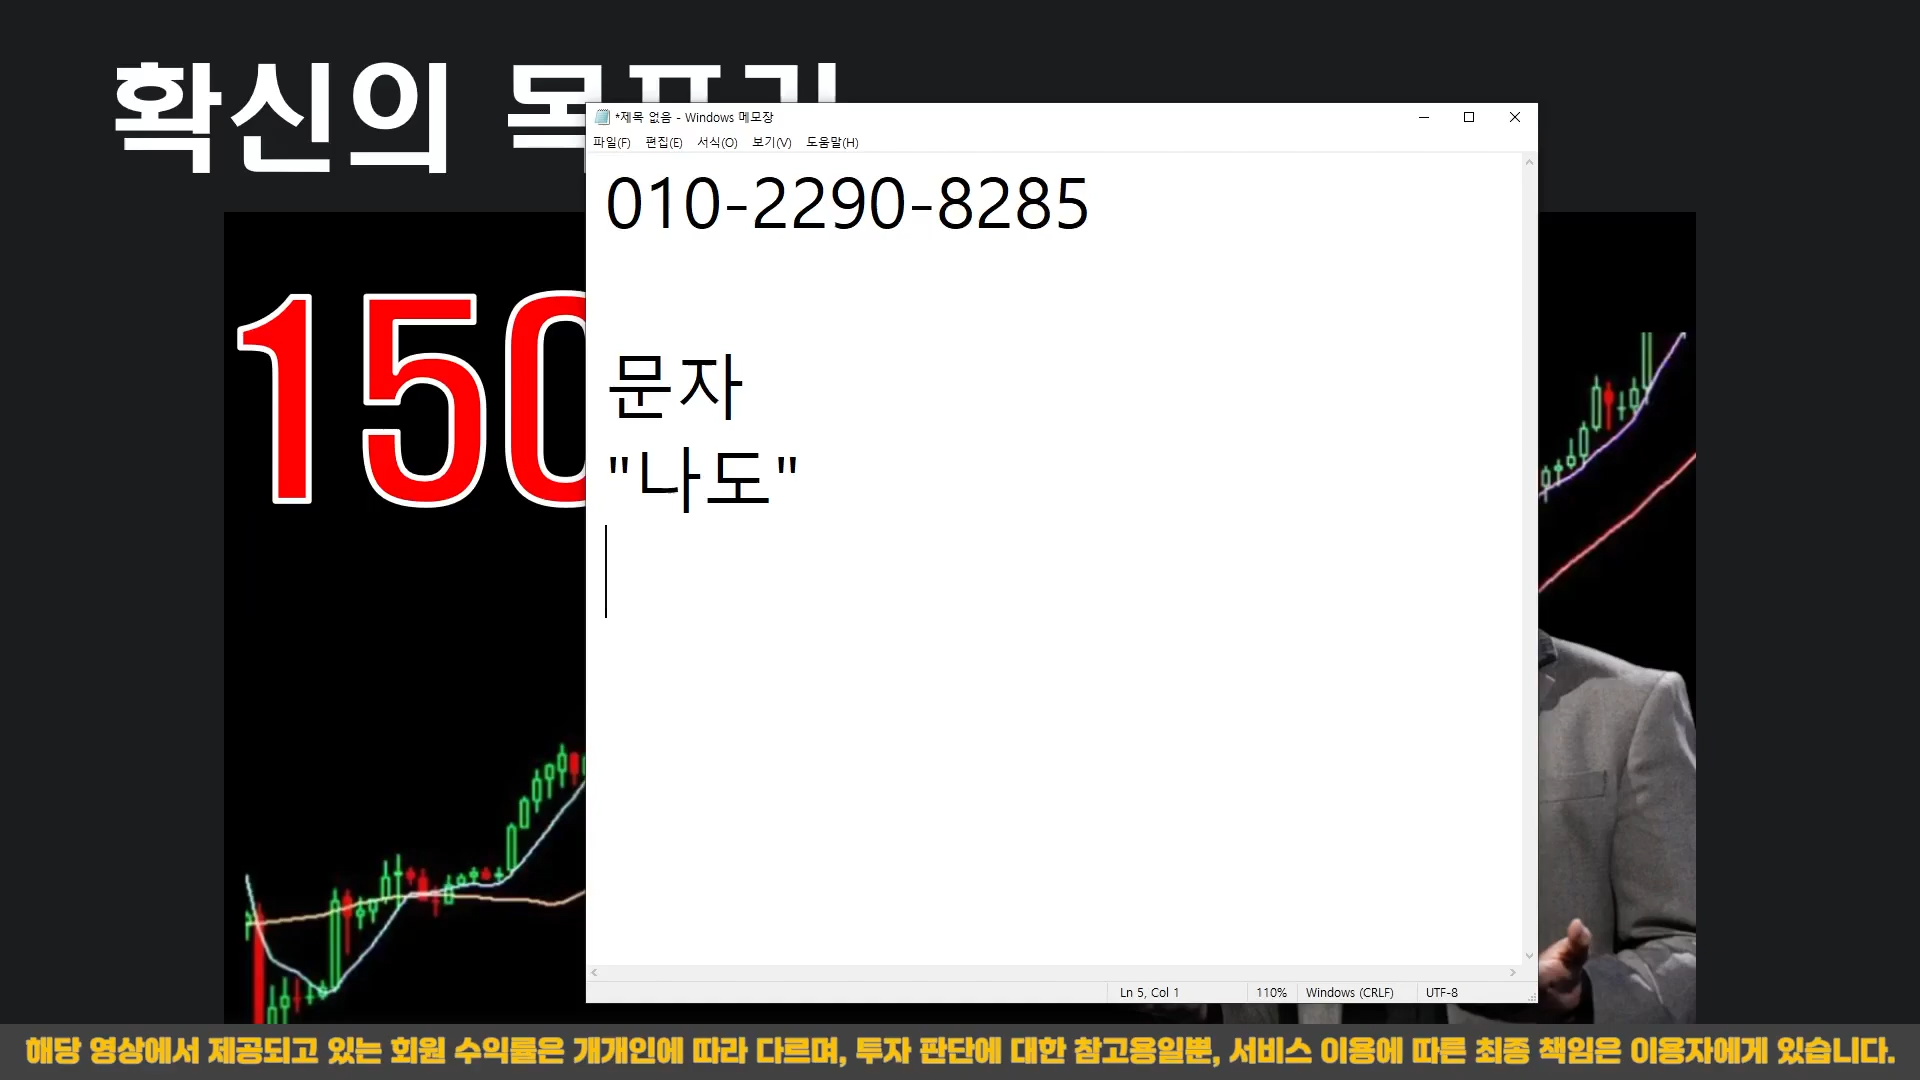 확신의
*제목 없음 - Windows 메모장
파일(F) 편집(E) 서식(O) 보기(V) 도움말(H)
010-2290-8285
150
문자
"나도"
Ln 5, Col 1 110% Windows (CRLF) UTF-8
해당 영상에서 제공되고 있는 회원 수익률은 개개인에 따라 다르며, 투자 판단에 대한 참고용일뿐, 서비스 이용에 따른 최종 책임은 이용자에게 있습니다.